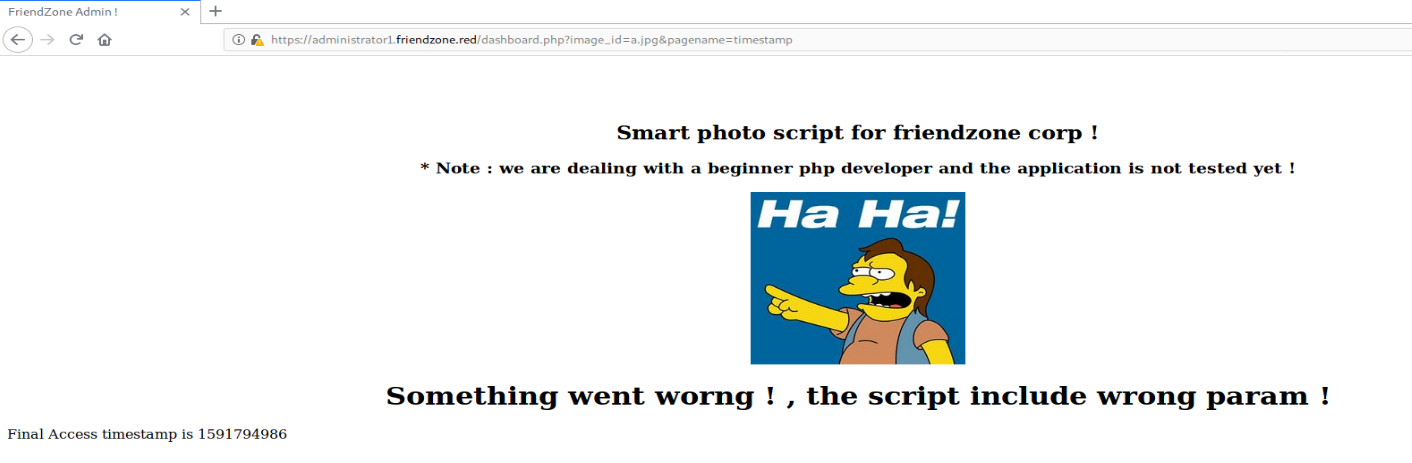 FriendZone Admin !
https://administrator1.friendzone.red/dashboard.php?image_id=a.jpg&pagename=timestamp
Smart photo script for friendzone corp !
* Note : we are dealing with a beginner php developer and the application is not tested yet !
Ha Ha!
Something went worng ! , the script include wrong param !
Final Access timestamp is 1591794986